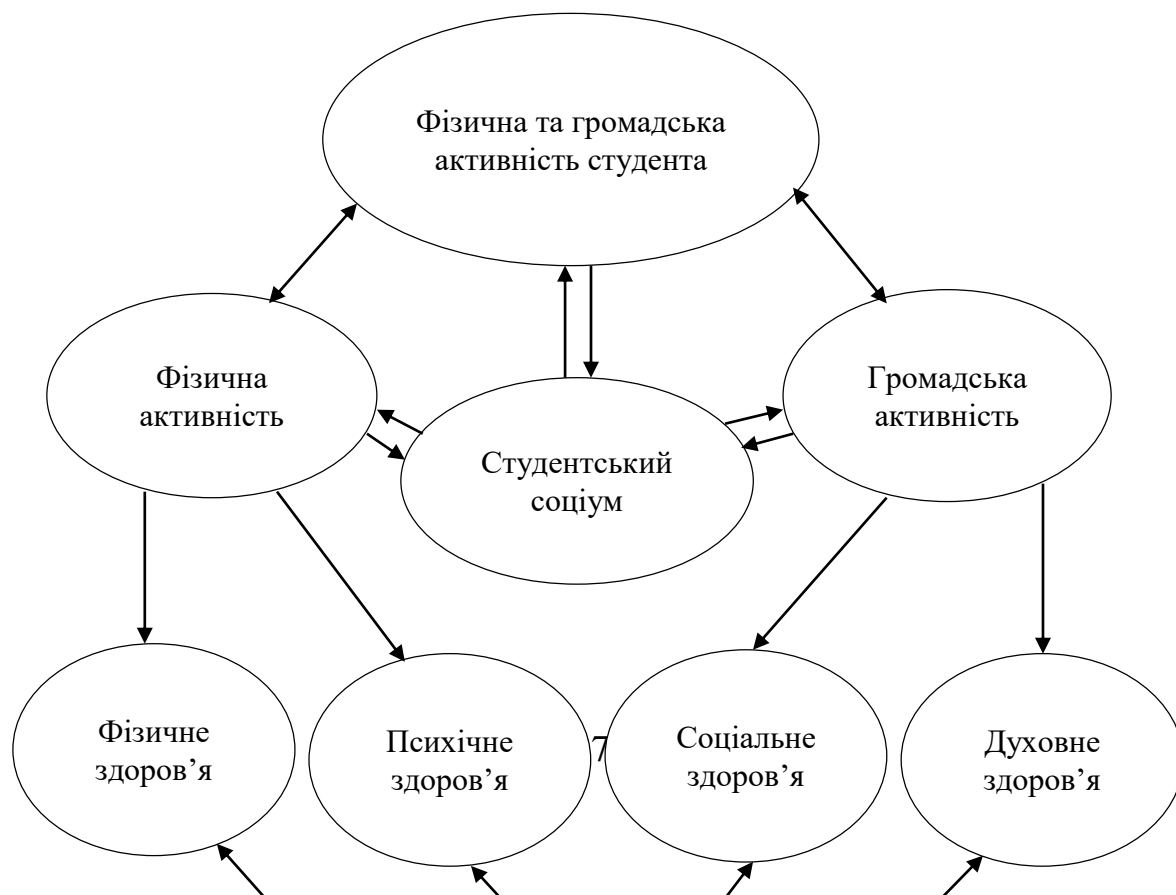 Фізична та громадська
активність студента
Фізична
активність
Громадська
активність
Студентський
соціум
Фізичне
здоров’я
Психічне
здоров’я
7
Соціальне
здоров’я
Духовне
здоров’я